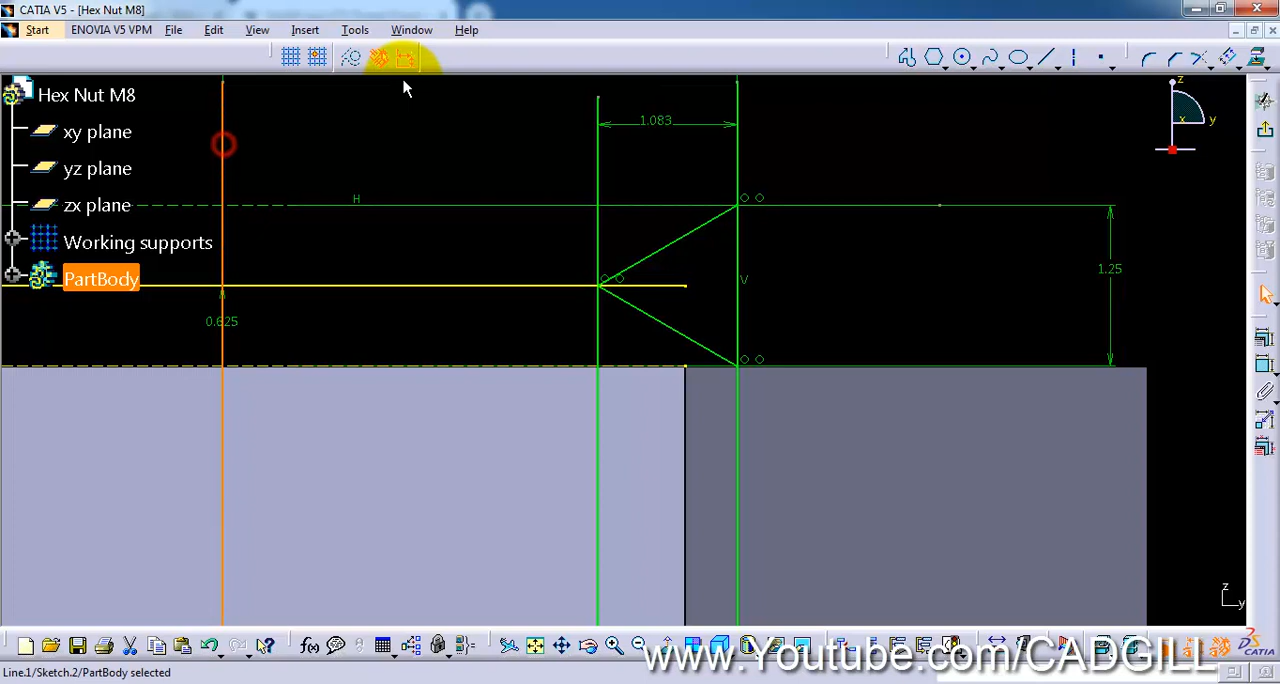 CATIA V5 - [Hex Nut M8]
Start ENOVIA V5 VPM File Edit View Insert Tools Window Help
Hex Nut M8
xy plane
yz plane
zx plane
Working supports
PartBody
1.083
H
V
1.25
0.625
z
x y
z
y
f(x)
CATIA
www.Youtube.com/CADGILL
Line.1/Sketch.2/PartBody selected